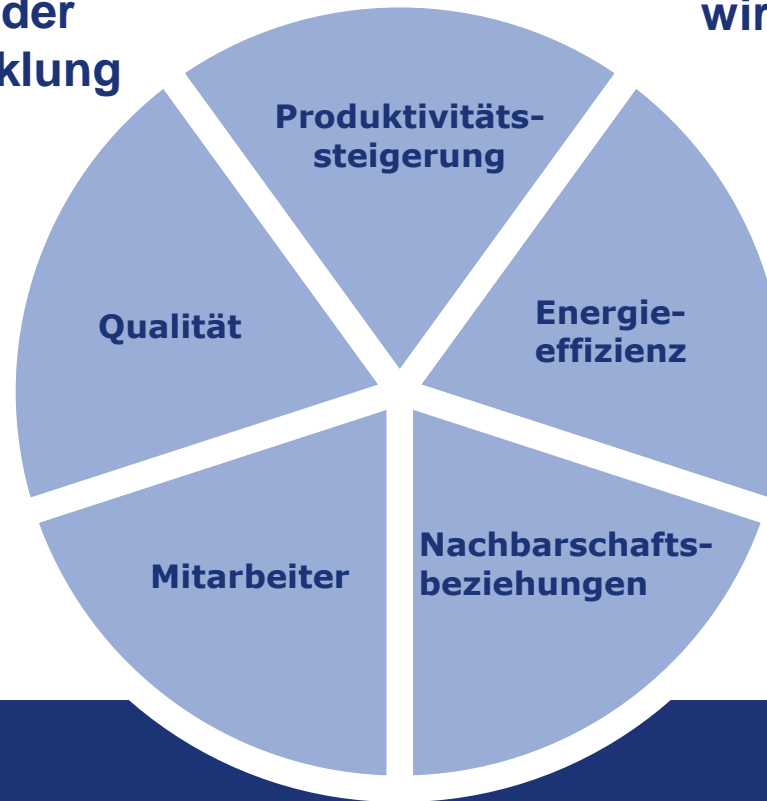 der
klung
wir
Produktivitäts-
steigerung
Energie-
effizienz
Qualität
Nachbarschafts-
beziehungen
Mitarbeiter